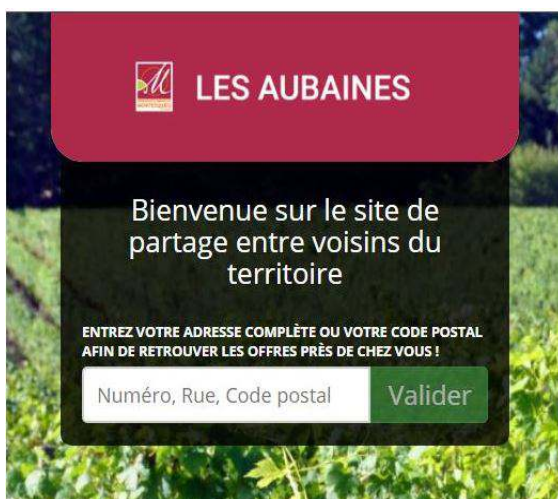 LES AUBAINES
Bienvenue sur le site de
partage entre voisins du
territoire
ENTREZ VOTRE ADRESSE COMPLÈTE OU VOTRE CODE POSTAL
AFIN DE RETROUVER LES OFFRES PRÈS DE CHEZ VOUS !
Numéro, Rue, Code postal Valider